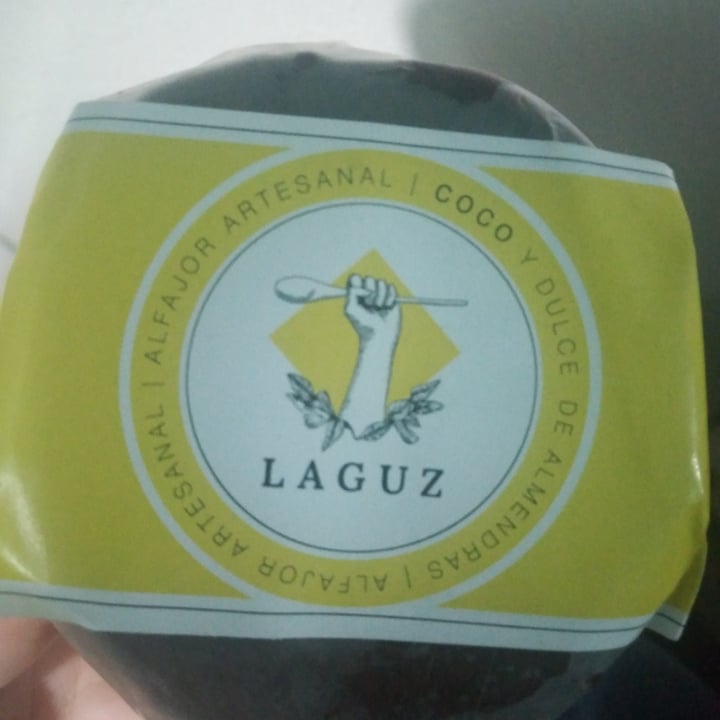 ALFAJOR ARTESANAL | COCO Y DULCE DE ALMENDRAS | ALFAJOR ARTESANAL |
LAGUZ